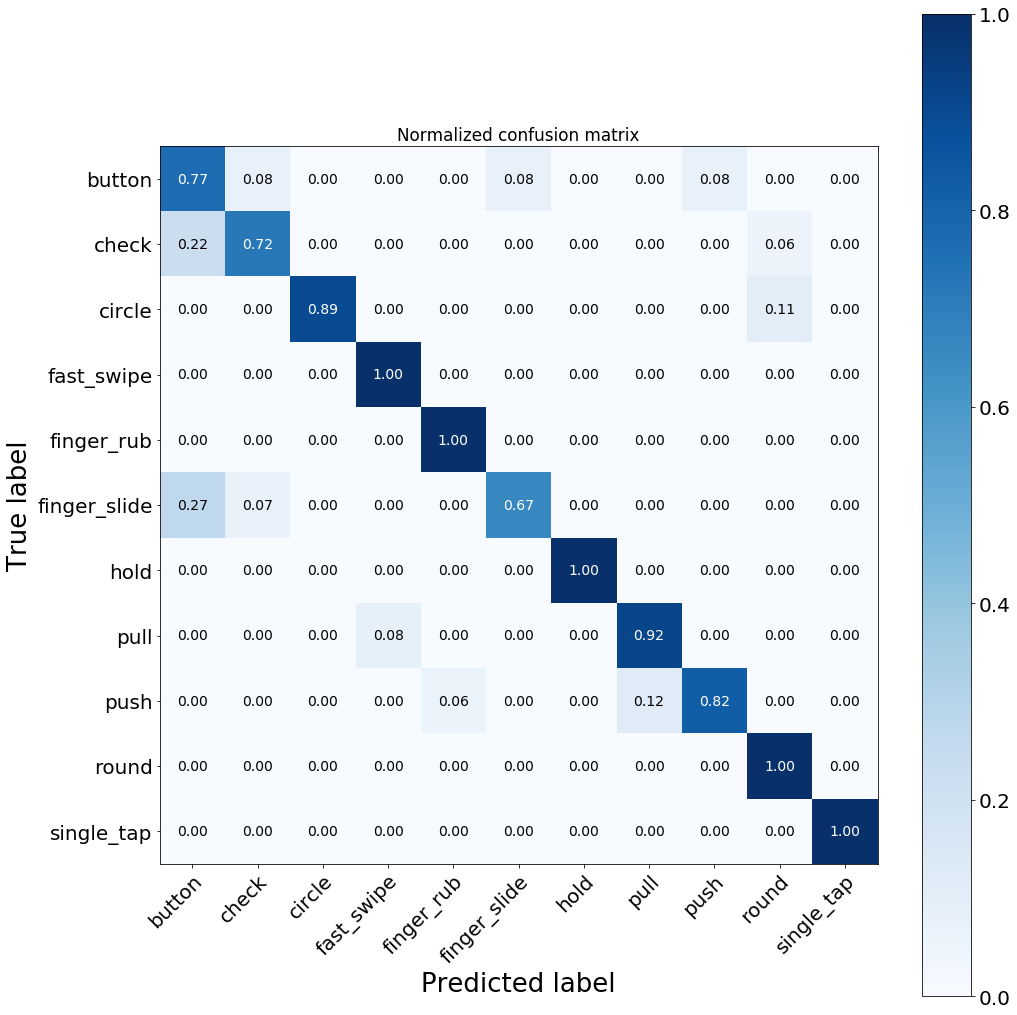 Normalized confusion matrix
button 0.77 0.08 0.00 0.00 0.00 0.08 0.00 0.00 0.08 0.00 0.00
check 0.22 0.72 0.00 0.00 0.00 0.00 0.00 0.00 0.00 0.06 0.00
circle 0.00 0.00 0.89 0.00 0.00 0.00 0.00 0.00 0.00 0.11 0.00
fast_swipe 0.00 0.00 0.00 1.00 0.00 0.00 0.00 0.00 0.00 0.00 0.00
finger_rub 0.00 0.00 0.00 0.00 1.00 0.00 0.00 0.00 0.00 0.00 0.00
finger_slide 0.27 0.07 0.00 0.00 0.00 0.67 0.00 0.00 0.00 0.00 0.00
hold 0.00 0.00 0.00 0.00 0.00 0.00 1.00 0.00 0.00 0.00 0.00
pull 0.00 0.00 0.00 0.08 0.00 0.00 0.00 0.92 0.00 0.00 0.00
push 0.00 0.00 0.00 0.00 0.06 0.00 0.00 0.12 0.82 0.00 0.00
round 0.00 0.00 0.00 0.00 0.00 0.00 0.00 0.00 0.00 1.00 0.00
single_tap 0.00 0.00 0.00 0.00 0.00 0.00 0.00 0.00 0.00 0.00 1.00
button check circle fast_swipe finger_rub finger_slide hold pull push round single_tap
Predicted label
True label
1.0
0.8
0.6
0.4
0.2
0.0